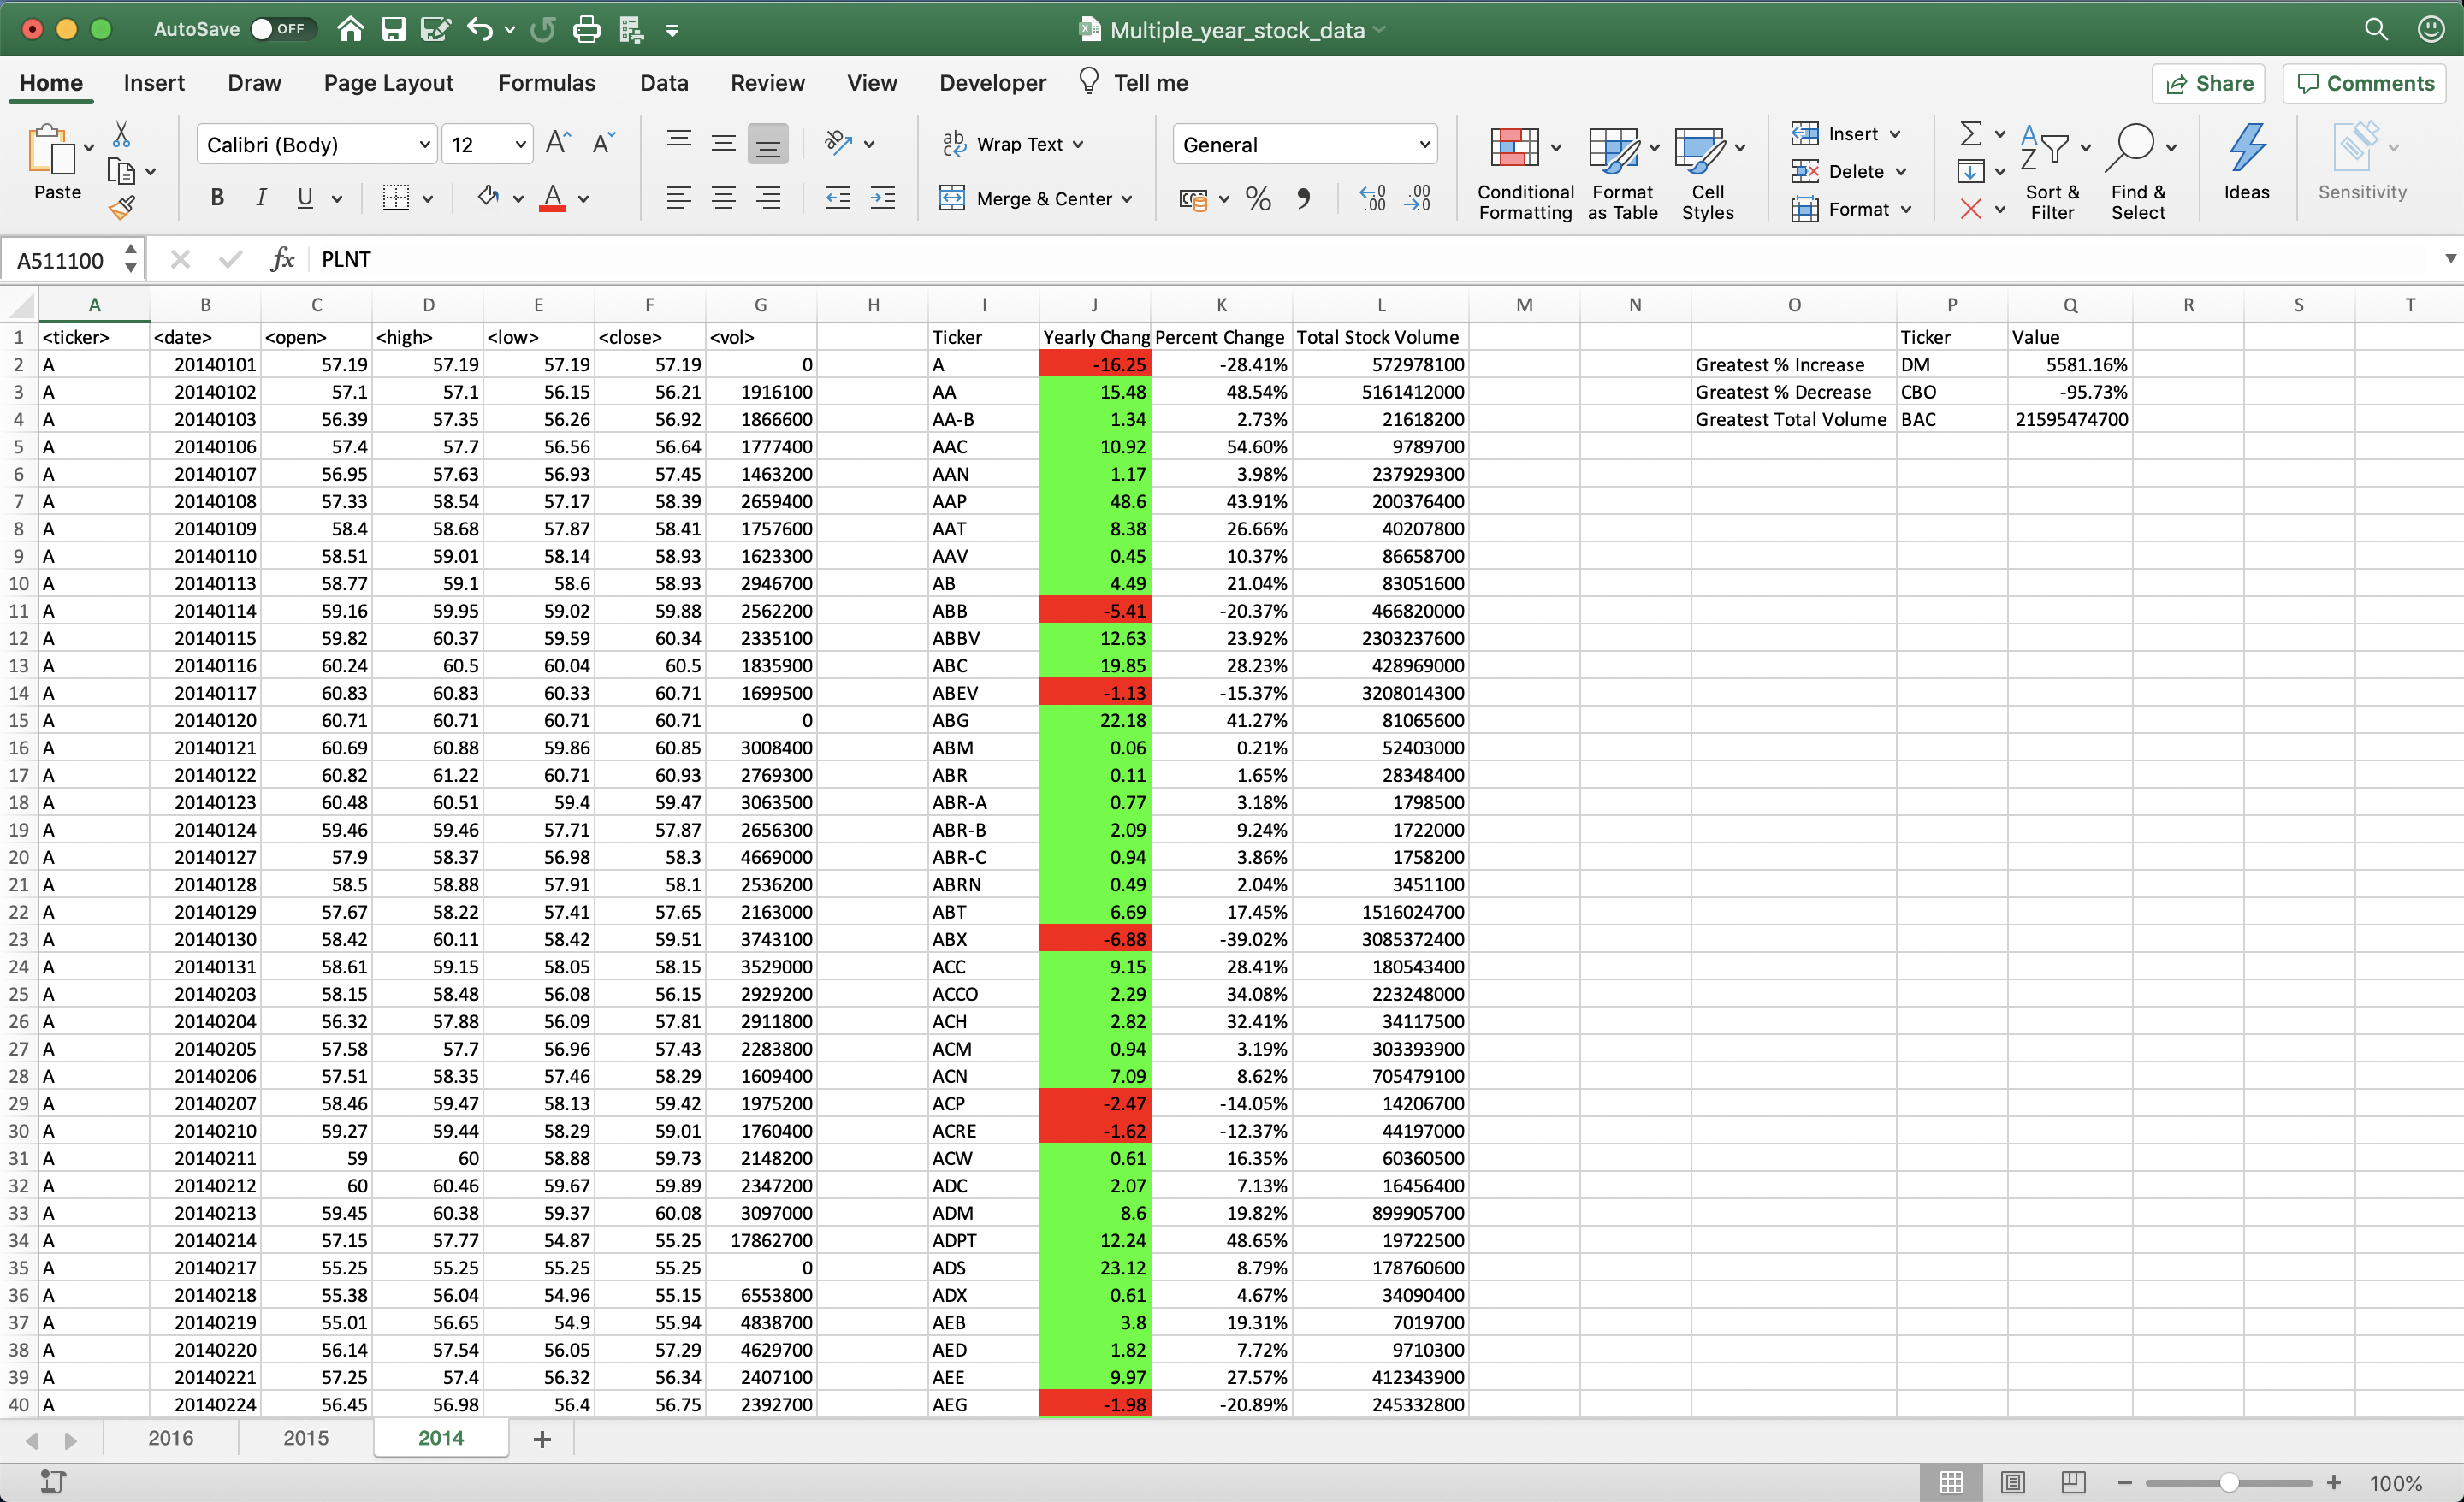 AutoSave OFF Multiple_year_stock_data
Home Insert Draw Page Layout Formulas Data Review View Developer Tell me Share Comments
Paste Calibri (Body) 12 Wrap Text General Conditional Formatting Format as Table Cell Styles Insert Sort & Filter Find & Select Ideas Sensitivity
B I U Merge & Center Delete
Format
A511100 fx PLNT
A B C D E F G H I J K L M N O P Q R S T
1 <ticker> <date> <open> <high> <low> <close> <vol> Ticker Yearly Chang Percent Change Total Stock Volume Ticker Value
2 A 20140101 57.19 57.19 57.19 57.19 0 A -16.25 -28.41% 572978100 Greatest % Increase DM 5581.16%
3 A 20140102 57.1 57.1 56.15 56.21 1916100 AA 15.48 48.54% 5161412000 Greatest % Decrease CBO -95.73%
4 A 20140103 56.39 57.35 56.26 56.92 1866600 AA-B 1.34 2.73% 21618200 Greatest Total Volume BAC 21595474700
5 A 20140106 57.4 57.7 56.56 56.64 1777400 AAC 10.92 54.60% 9789700
6 A 20140107 56.95 57.63 56.93 57.45 1463200 AAN 1.17 3.98% 237929300
7 A 20140108 57.33 58.54 57.17 58.39 2659400 AAP 48.6 43.91% 200376400
8 A 20140109 58.4 58.68 57.87 58.41 1757600 AAT 8.38 26.66% 40207800
9 A 20140110 58.51 59.01 58.14 58.93 1623300 AAV 0.45 10.37% 86658700
10 A 20140113 58.77 59.1 58.6 58.93 2946700 AB 4.49 21.04% 83051600
11 A 20140114 59.16 59.95 59.02 59.88 2562200 ABB -5.41 -20.37% 466820000
12 A 20140115 59.82 60.37 59.59 60.34 2335100 ABBV 12.63 23.92% 2303237600
13 A 20140116 60.24 60.5 60.04 60.5 1835900 ABC 19.85 28.23% 428969000
14 A 20140117 60.83 60.83 60.33 60.71 1699500 ABEV -1.13 -15.37% 3208014300
15 A 20140120 60.71 60.71 60.71 60.71 0 ABG 22.18 41.27% 81065600
16 A 20140121 60.69 60.88 59.86 60.85 3008400 ABM 0.06 0.21% 52403000
17 A 20140122 60.82 61.22 60.71 60.93 2769300 ABR 0.11 1.65% 28348400
18 A 20140123 60.48 60.51 59.4 59.47 3063500 ABR-A 0.77 3.18% 1798500
19 A 20140124 59.46 59.46 57.71 57.87 2656300 ABR-B 2.09 9.24% 1722000
20 A 20140127 57.9 58.37 56.98 58.3 4669000 ABR-C 0.94 3.86% 1758200
21 A 20140128 58.5 58.88 57.91 58.1 2536200 ABRN 0.49 2.04% 3451100
22 A 20140129 57.67 58.22 57.41 57.65 2163000 ABT 6.69 17.45% 1516024700
23 A 20140130 58.42 60.11 58.42 59.51 3743100 ABX -6.88 -39.02% 3085372400
24 A 20140131 58.61 59.15 58.05 58.15 3529000 ACC 9.15 28.41% 180543400
25 A 20140203 58.15 58.48 56.08 56.15 2929200 ACCO 2.29 34.08% 223248000
26 A 20140204 56.32 57.88 56.09 57.81 2911800 ACH 2.82 32.41% 34117500
27 A 20140205 57.58 57.7 56.96 57.43 2283800 ACM 0.94 3.19% 303393900
28 A 20140206 57.51 58.35 57.46 58.29 1609400 ACN 7.09 8.62% 705479100
29 A 20140207 58.46 59.47 58.13 59.42 1975200 ACP -2.47 -14.05% 14206700
30 A 20140210 59.27 59.44 58.29 59.01 1760400 ACRE -1.62 -12.37% 44197000
31 A 20140211 59 60 58.88 59.73 2148200 ACW 0.61 16.35% 60360500
32 A 20140212 60 60.46 59.67 59.89 2347200 ADC 2.07 7.13% 16456400
33 A 20140213 59.45 60.38 59.37 60.08 3097000 ADM 8.6 19.82% 899905700
34 A 20140214 57.15 57.77 54.87 55.25 17862700 ADPT 12.24 48.65% 19722500
35 A 20140217 55.25 55.25 55.25 55.25 0 ADS 23.12 8.79% 178760600
36 A 20140218 55.38 56.04 54.96 55.15 6553800 ADX 0.61 4.67% 34090400
37 A 20140219 55.01 56.65 54.9 55.94 4838700 AEB 3.8 19.31% 7019700
38 A 20140220 56.14 57.54 56.05 57.29 4629700 AED 1.82 7.72% 9710300
39 A 20140221 57.25 57.4 56.32 56.34 2407100 AEE 9.97 27.57% 412343900
40 A 20140224 56.45 56.98 56.4 56.75 2392700 AEG -1.98 -20.89% 245332800
2016 2015 2014 +
100%